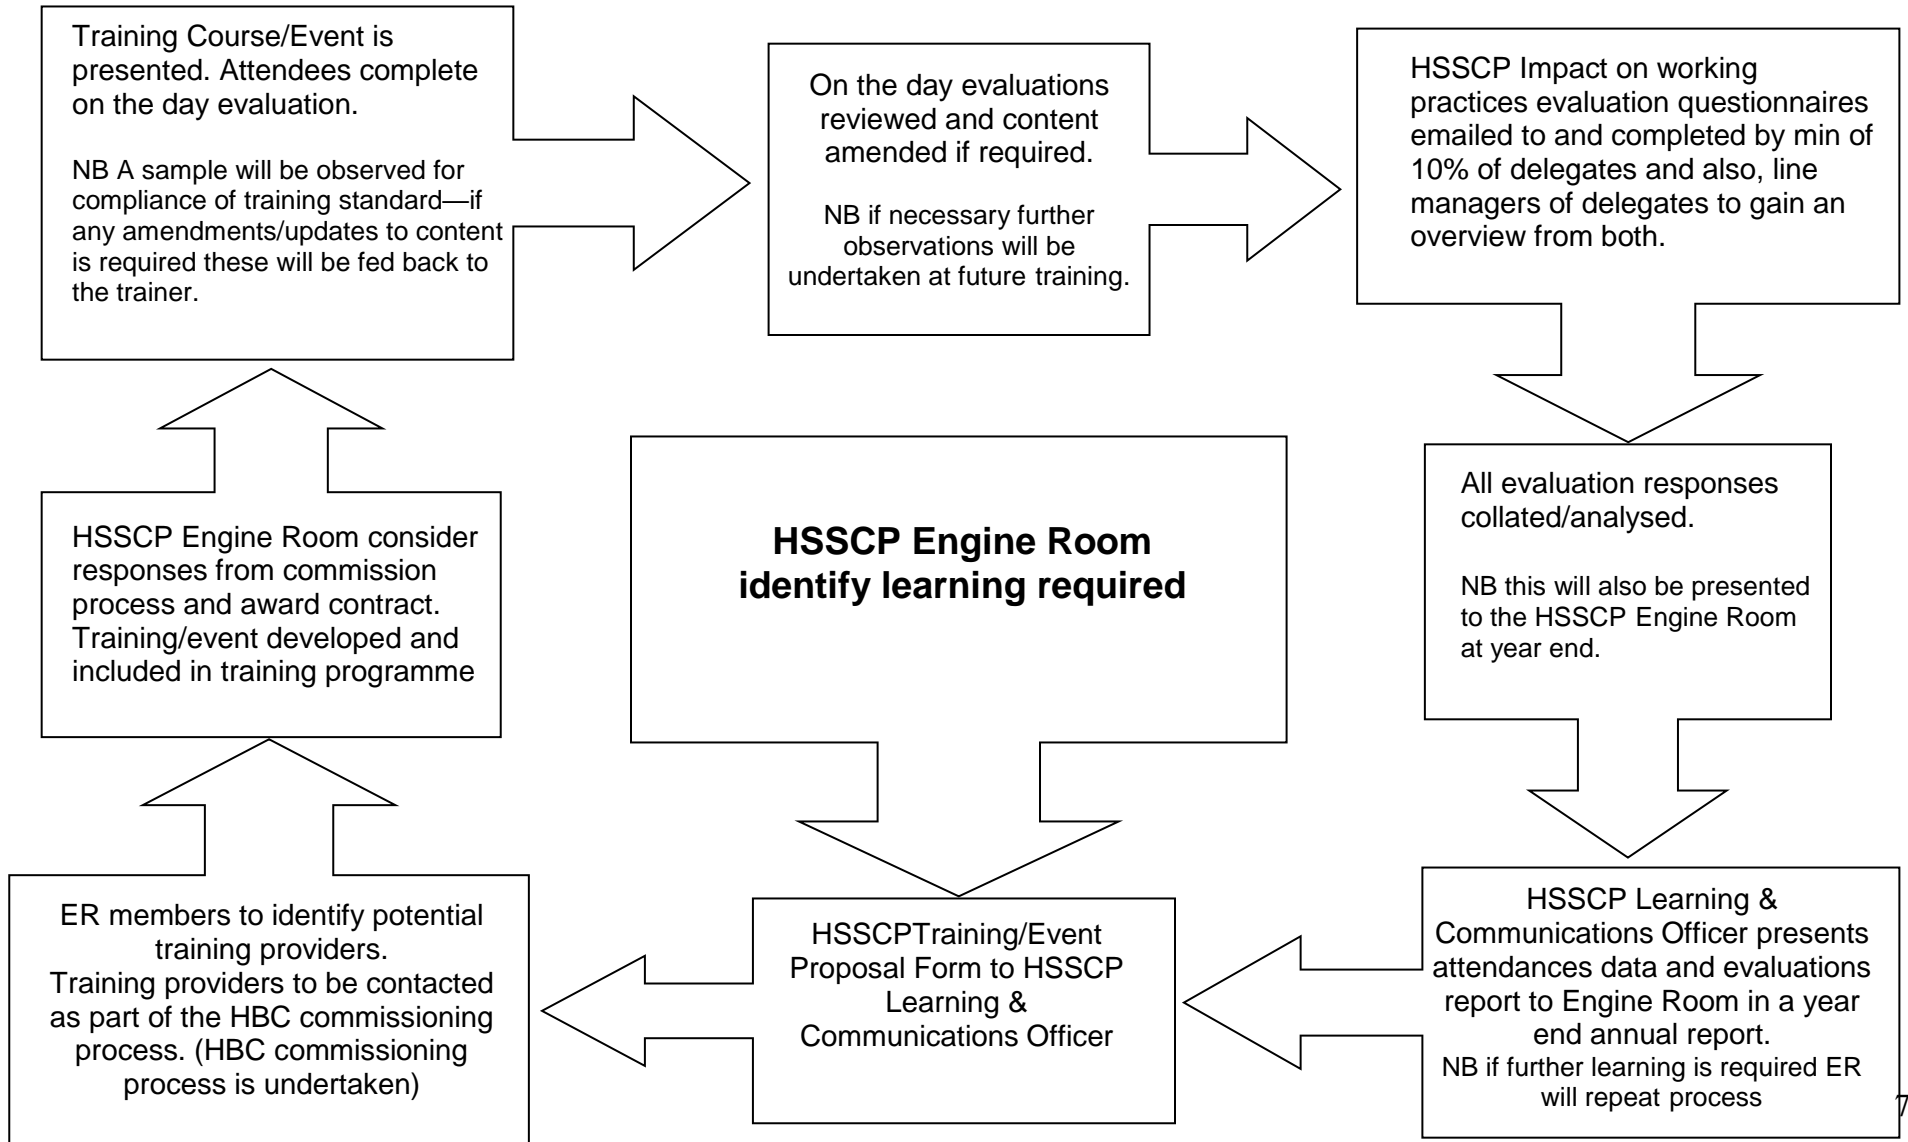 Training Course/Event is
presented. Attendees complete
on the day evaluation.
NB A sample will be observed for
compliance of training standard—if
any amendments/updates to content
is required these will be fed back to
the trainer.
On the day evaluations
reviewed and content
amended if required.
NB if necessary further
observations will be
undertaken at future training.
HSSCP Impact on working
practices evaluation questionnaires
emailed to and completed by min of
10% of delegates and also, line
managers of delegates to gain an
overview from both.
HSSCP Engine Room consider
responses from commission
process and award contract.
Training/event developed and
included in training programme
HSSCP Engine Room
identify learning required
All evaluation responses
collated/analysed.
NB this will also be presented
to the HSSCP Engine Room
at year end.
ER members to identify potential
training providers.
Training providers to be contacted
as part of the HBC commissioning
process. (HBC commissioning
process is undertaken)
HSSCPTraining/Event
Proposal Form to HSSCP
Learning &
Communications Officer
HSSCP Learning &
Communications Officer presents
attendances data and evaluations
report to Engine Room in a year
end annual report.
NB if further learning is required ER
will repeat process
7